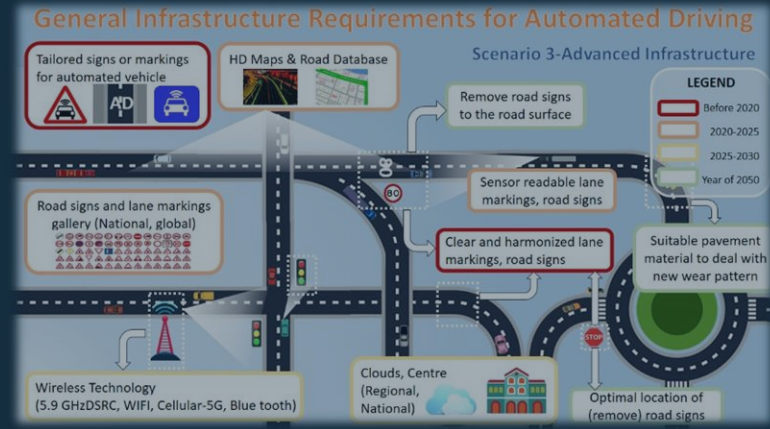 General Infrastructure Requirements for Automated Driving
Scenario 3-Advanced Infrastructure
Tailored signs or markings
for automated vehicle
A*D
HD Maps & Road Database
Remove road signs
to the road surface
LEGEND
Before 2020
2020-2025
2025-2030
Year of 2050
80
80
Sensor readable lane
markings, road signs
Road signs and lane markings
gallery (National, global)
Clear and harmonized lane
markings, road signs
Suitable pavement
material to deal with
new wear pattern
STOP
Wireless Technology
(5.9 GHzDSRC, WIFI, Cellular-5G, Blue tooth)
Clouds, Centre
(Regional,
National)
Optimal location of
(remove) road signs